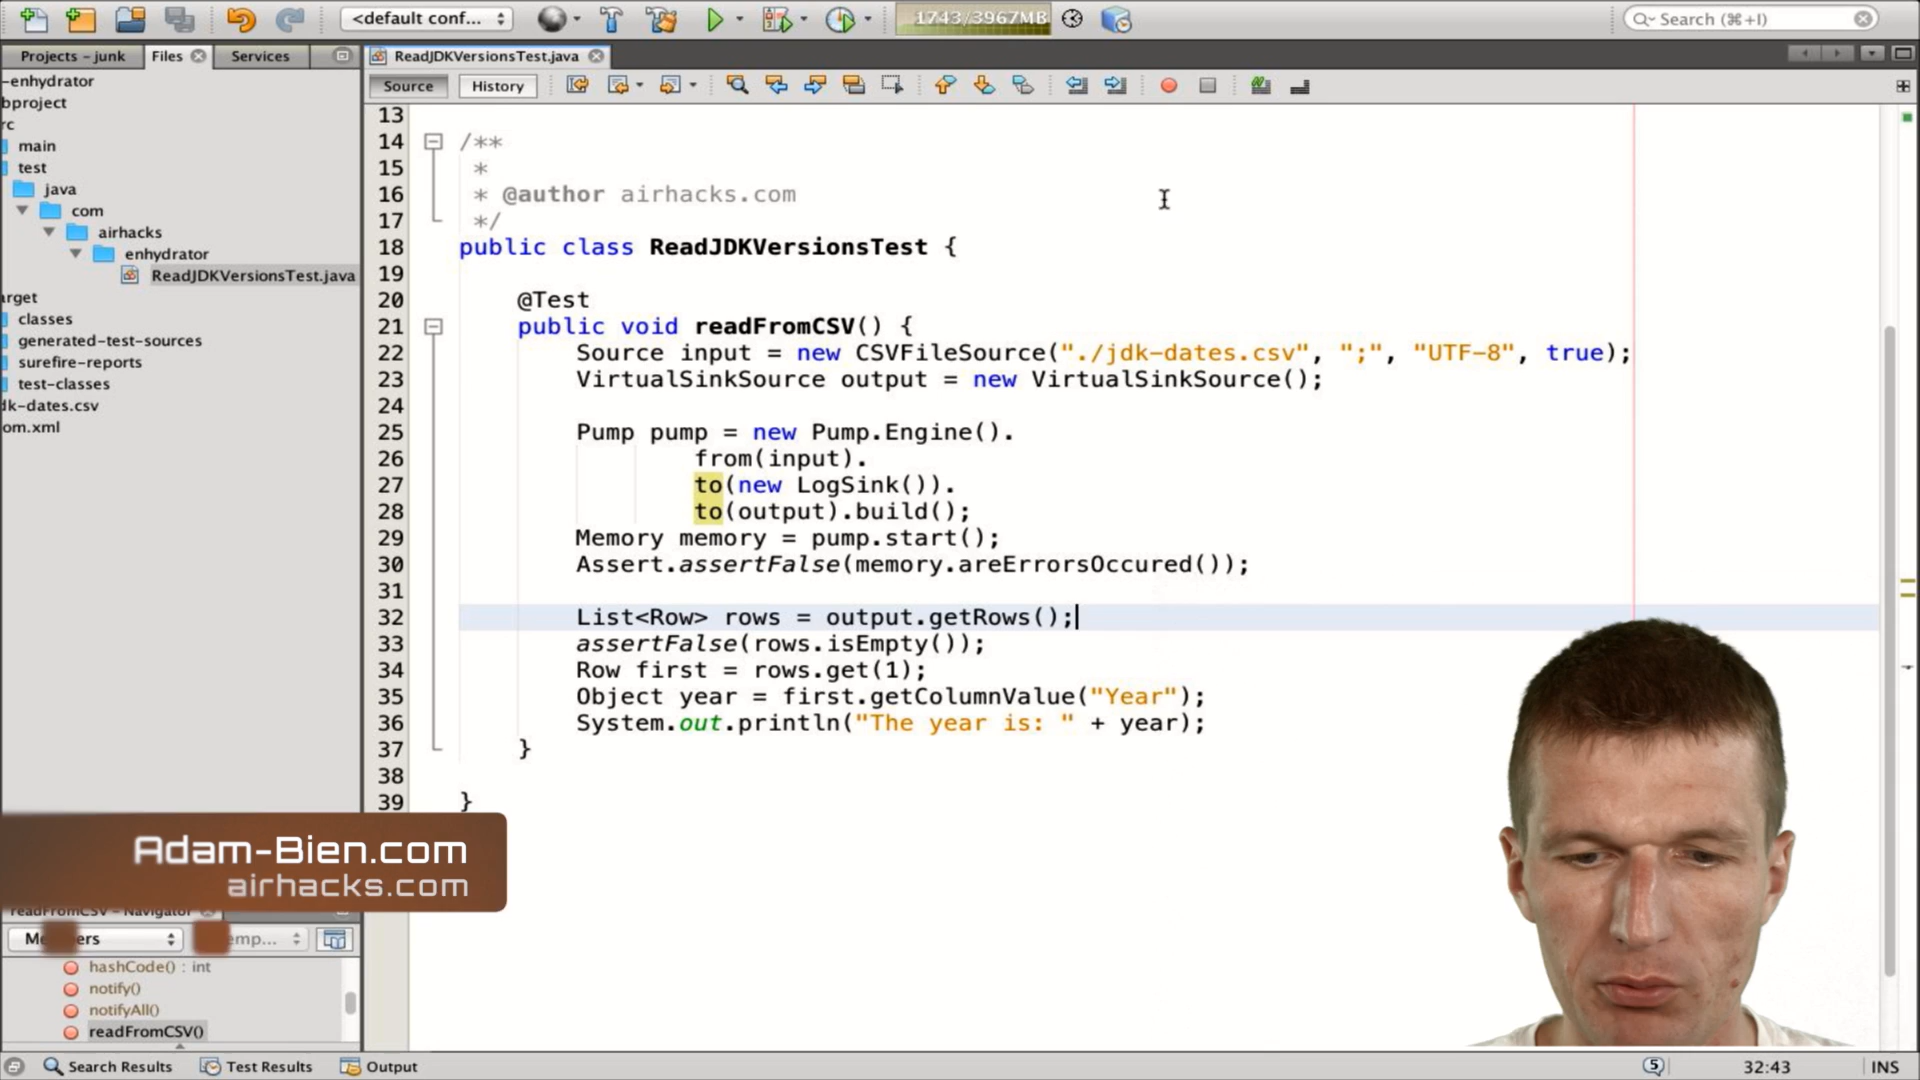 <default conf...
1743/3967MB
Search (⌘+I)
Projects – junk
Files
Services
ReadJDKVersionsTest.java
Source
History
-enhydrator
bproject
rc
main
test
java
com
airhacks
enhydrator
ReadJDKVersionsTest.java
arget
classes
generated-test-sources
surefire-reports
test-classes
dk-dates.csv
om.xml
13
14 /**
15 *
16 * @author airhacks.com
17 */
18 public class ReadJDKVersionsTest {
19
20 @Test
21 public void readFromCSV() {
22 Source input = new CSVFileSource("./jdk-dates.csv", ";", "UTF-8", true);
23 VirtualSinkSource output = new VirtualSinkSource();
24
25 Pump pump = new Pump.Engine().
26 from(input).
27 to(new LogSink()).
28 to(output).build();
29 Memory memory = pump.start();
30 Assert.assertFalse(memory.areErrorsOccured());
31
32 List<Row> rows = output.getRows();
33 assertFalse(rows.isEmpty());
34 Row first = rows.get(1);
35 Object year = first.getColumnValue("Year");
36 System.out.println("The year is: " + year);
37 }
38
39 }
Adam-Bien.com
airhacks.com
readFromCSV – Navigator
hashCode() : int
notify()
notifyAll()
readFromCSV()
Search Results
Test Results
Output
5
32:43
INS